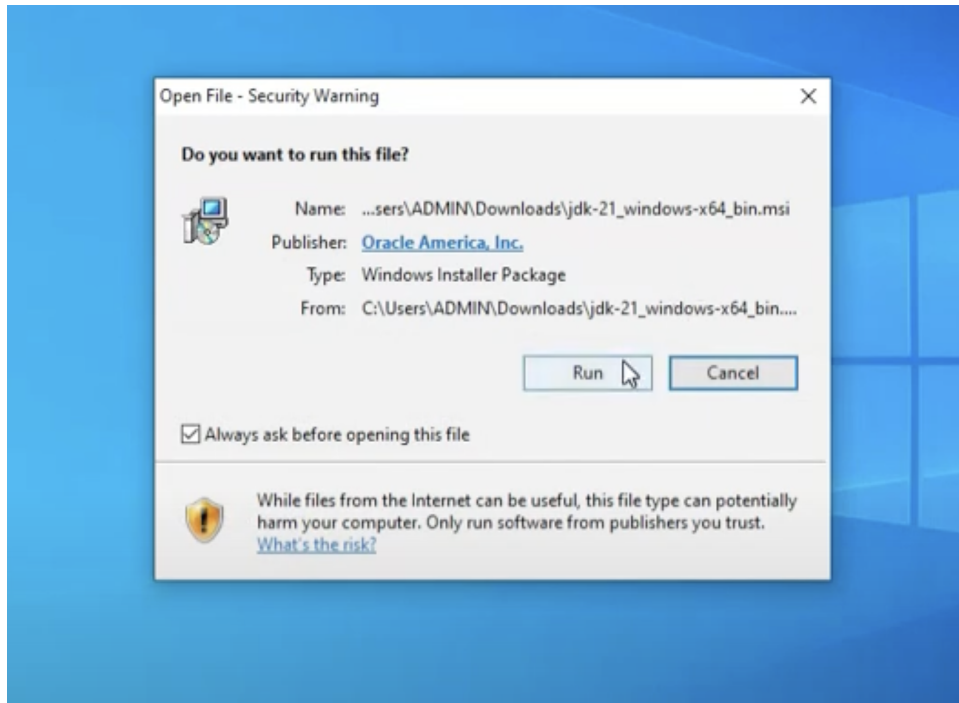 Open File - Security Warning
Do you want to run this file?
Name: ...sers\ADMIN\Downloads\jdk-21_windows-x64_bin.msi
Publisher: Oracle America, Inc.
Type: Windows Installer Package
From: C:\Users\ADMIN\Downloads\jdk-21_windows-x64_bin....
Run Cancel
Always ask before opening this file
While files from the Internet can be useful, this file type can potentially
harm your computer. Only run software from publishers you trust.
What's the risk?